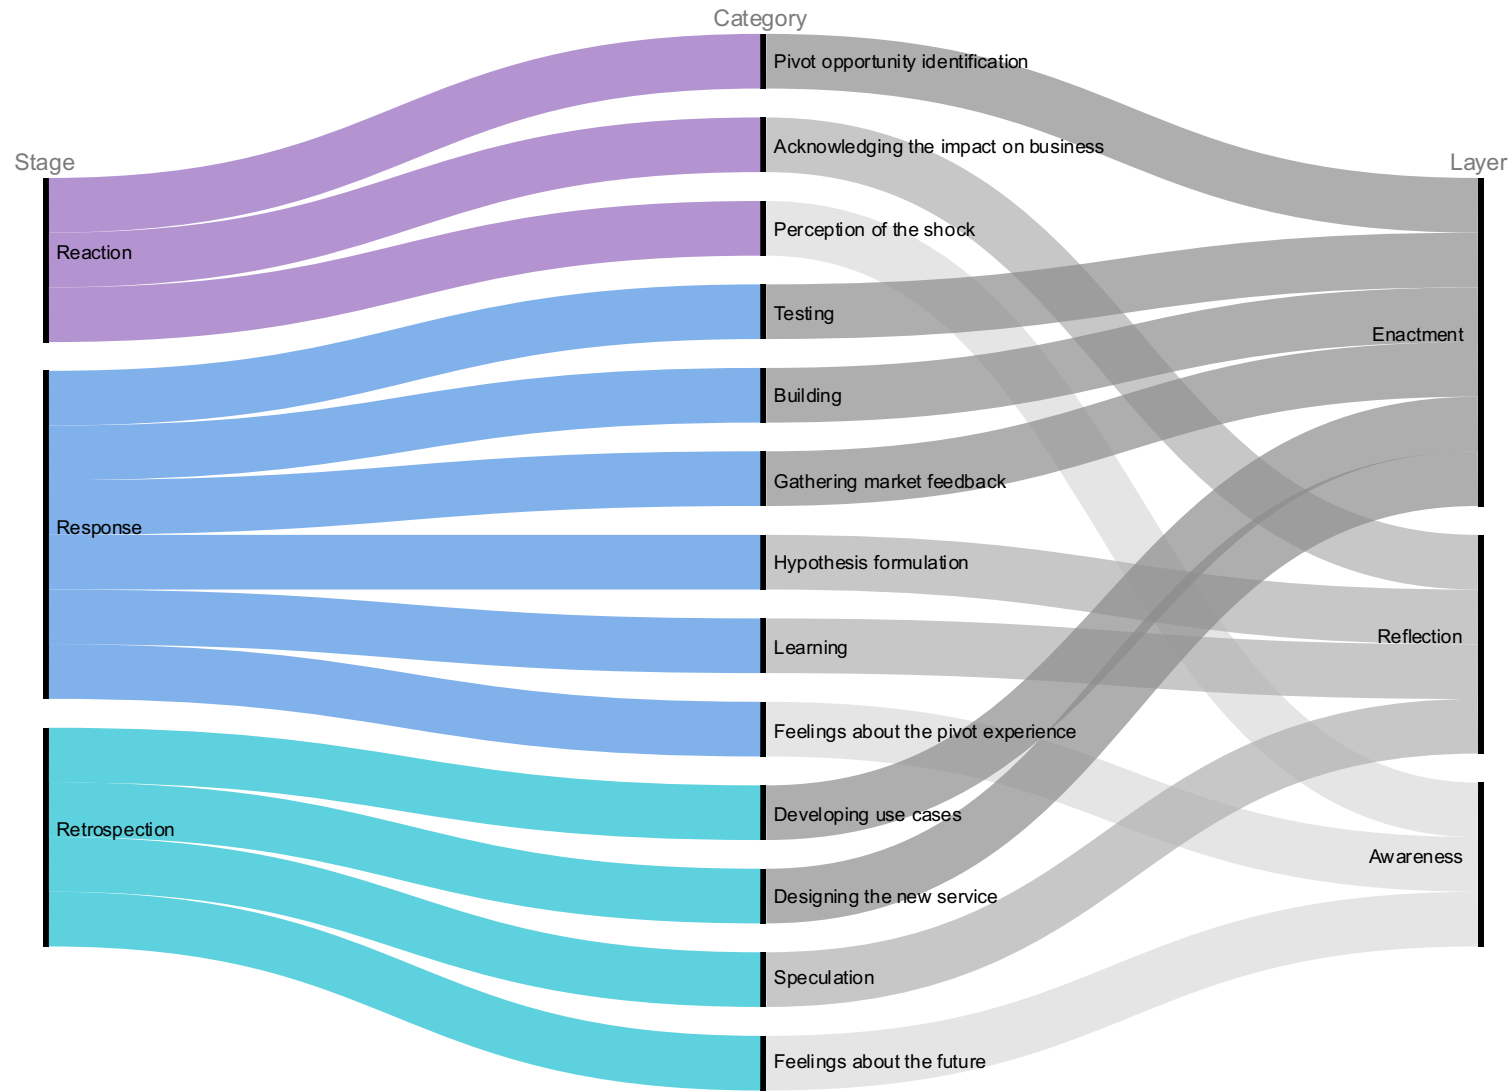 Category
Stage
Layer
Pivot opportunity identification
Acknowledging the impact on business
Perception of the shock
Reaction
Testing
Enactment
Building
Gathering market feedback
Response
Hypothesis formulation
Reflection
Learning
Feelings about the pivot experience
Developing use cases
Retrospection
Awareness
Designing the new service
Speculation
Feelings about the future